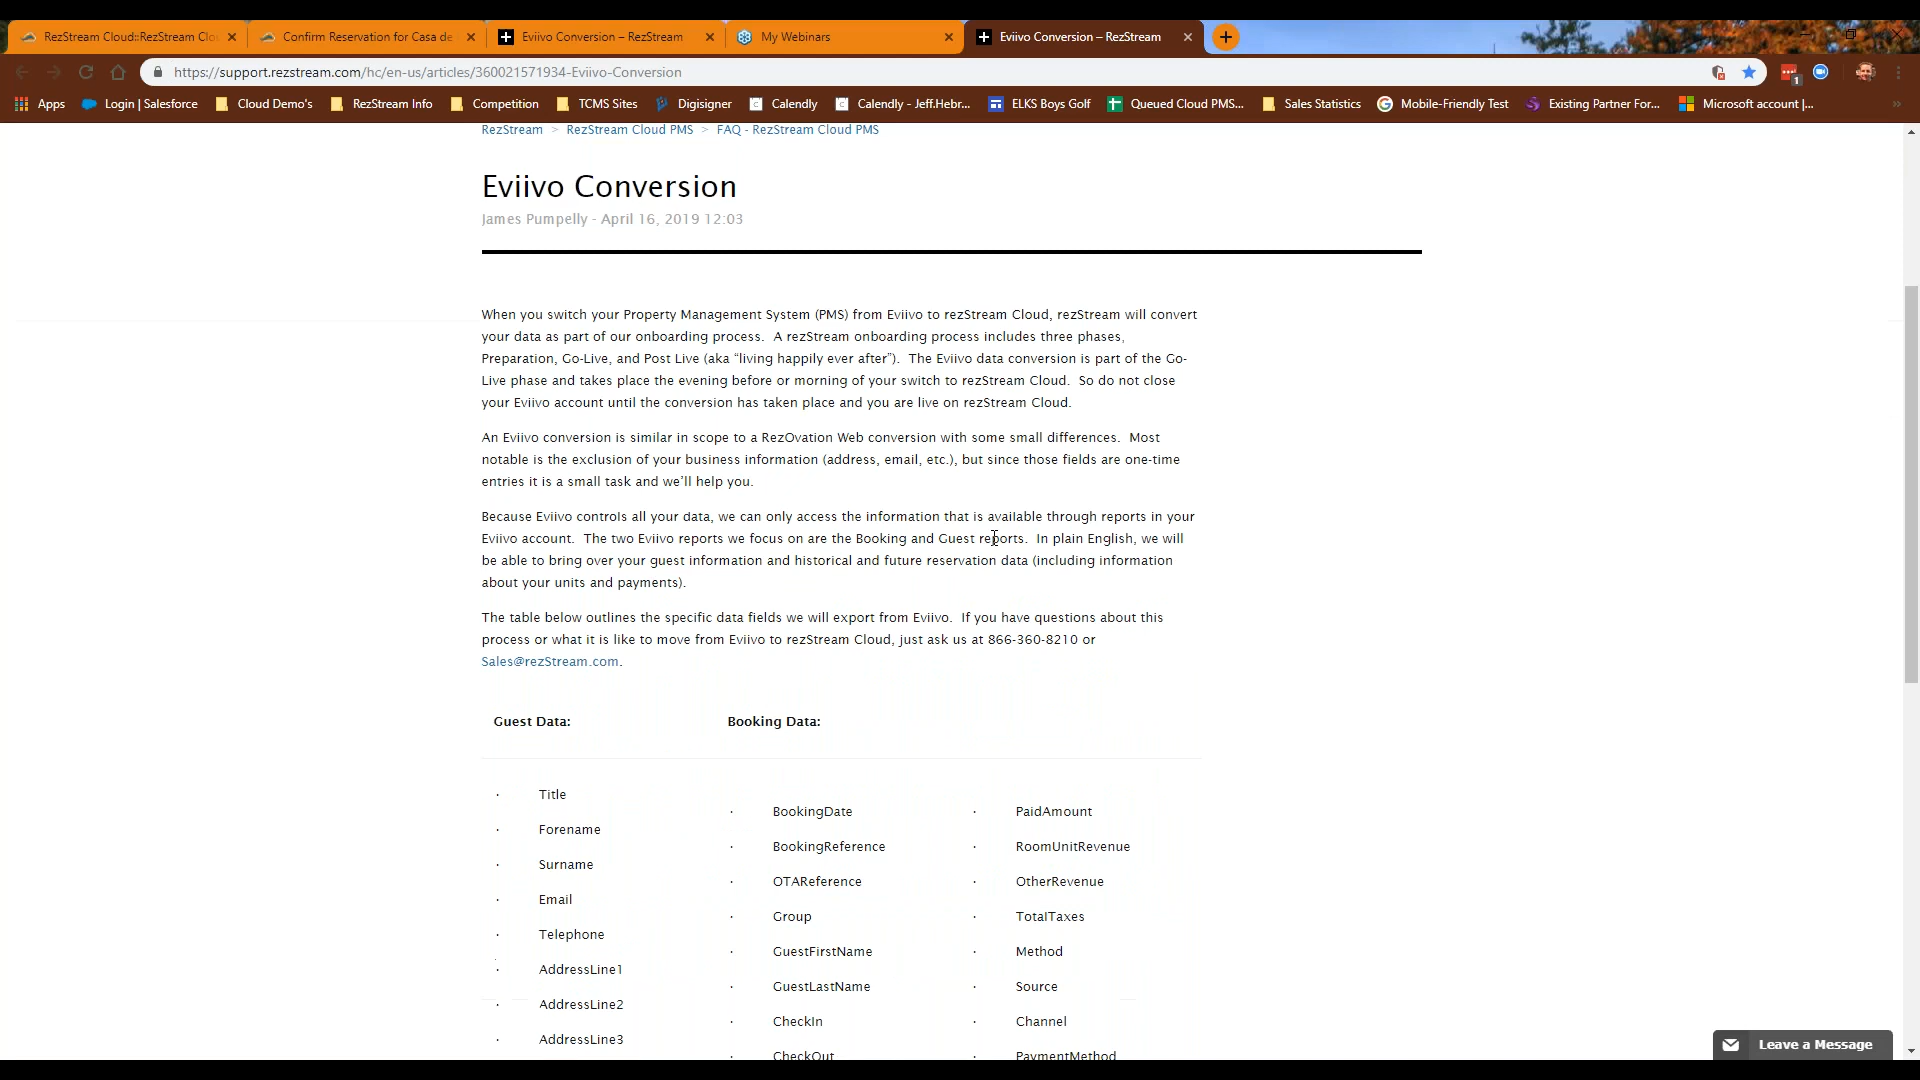 RezStream Cloud::RezStream Clo
Confirm Reservation for Casa de
Eviivo Conversion – RezStream
My Webinars
Eviivo Conversion – RezStream
https://support.rezstream.com/hc/en-us/articles/360021571934-Eviivo-Conversion
1
Apps
Login | Salesforce
Cloud Demo's
RezStream Info
Competition
TCMS Sites
Digisigner
Calendly
Calendly - Jeff.Hebr...
ELKS Boys Golf
Queued Cloud PMS...
Sales Statistics
Mobile-Friendly Test
Existing Partner For...
Microsoft account |...
»
RezStream > RezStream Cloud PMS > FAQ - RezStream Cloud PMS
Eviivo Conversion
James Pumpelly - April 16, 2019 12:03
When you switch your Property Management System (PMS) from Eviivo to rezStream Cloud, rezStream will convert
your data as part of our onboarding process. A rezStream onboarding process includes three phases,
Preparation, Go-Live, and Post Live (aka “living happily ever after”). The Eviivo data conversion is part of the Go-
Live phase and takes place the evening before or morning of your switch to rezStream Cloud. So do not close
your Eviivo account until the conversion has taken place and you are live on rezStream Cloud.
An Eviivo conversion is similar in scope to a RezOvation Web conversion with some small differences. Most
notable is the exclusion of your business information (address, email, etc.), but since those fields are one-time
entries it is a small task and we’ll help you.
Because Eviivo controls all your data, we can only access the information that is available through reports in your
Eviivo account. The two Eviivo reports we focus on are the Booking and Guest reports. In plain English, we will
be able to bring over your guest information and historical and future reservation data (including information
about your units and payments).
The table below outlines the specific data fields we will export from Eviivo. If you have questions about this
process or what it is like to move from Eviivo to rezStream Cloud, just ask us at 866-360-8210 or
Sales@rezStream.com.
Guest Data:
Booking Data:
· Title
· Forename
· Surname
· Email
· Telephone
· AddressLine1
· AddressLine2
· AddressLine3
· BookingDate
· BookingReference
· OTAReference
· Group
· GuestFirstName
· GuestLastName
· CheckIn
· CheckOut
· PaidAmount
· RoomUnitRevenue
· OtherRevenue
· TotalTaxes
· Method
· Source
· Channel
· PaymentMethod
Leave a Message